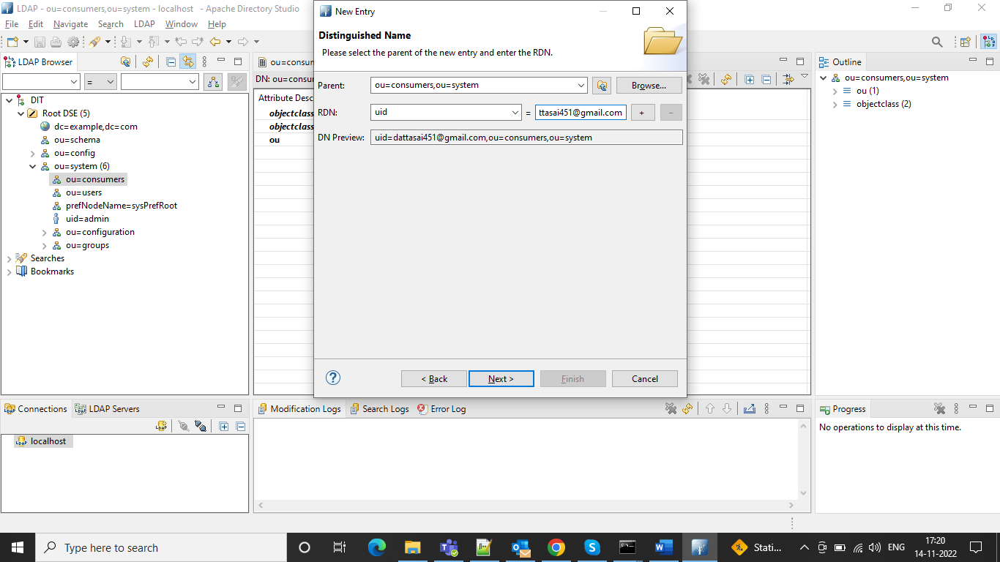 LDAP - ou=consumers,ou=system - localhost - Apache Directory Studio
File Edit Navigate Search LDAP Window Help
LDAP Browser
=
DIT
Root DSE (5)
dc=example,dc=com
ou=schema
ou=config
ou=system (6)
ou=consumers
ou=users
prefNodeName=sysPrefRoot
uid=admin
ou=configuration
ou=groups
Searches
Bookmarks
ou=consum
DN: ou=consum
Attribute Desc
objectclass
objectclass
ou
New Entry
Distinguished Name
Please select the parent of the new entry and enter the RDN.
Parent: ou=consumers,ou=system Browse...
RDN: uid = ttasai451@gmail.com + -
DN Preview: uid=dattasai451@gmail.com,ou=consumers,ou=system
? < Back Next > Finish Cancel
Outline
ou=consumers,ou=system
ou (1)
objectclass (2)
Connections LDAP Servers
LDAP localhost
Modification Logs Search Logs Error Log
Progress
No operations to display at this time.
Type here to search
Stati...
ENG
17:20
14-11-2022